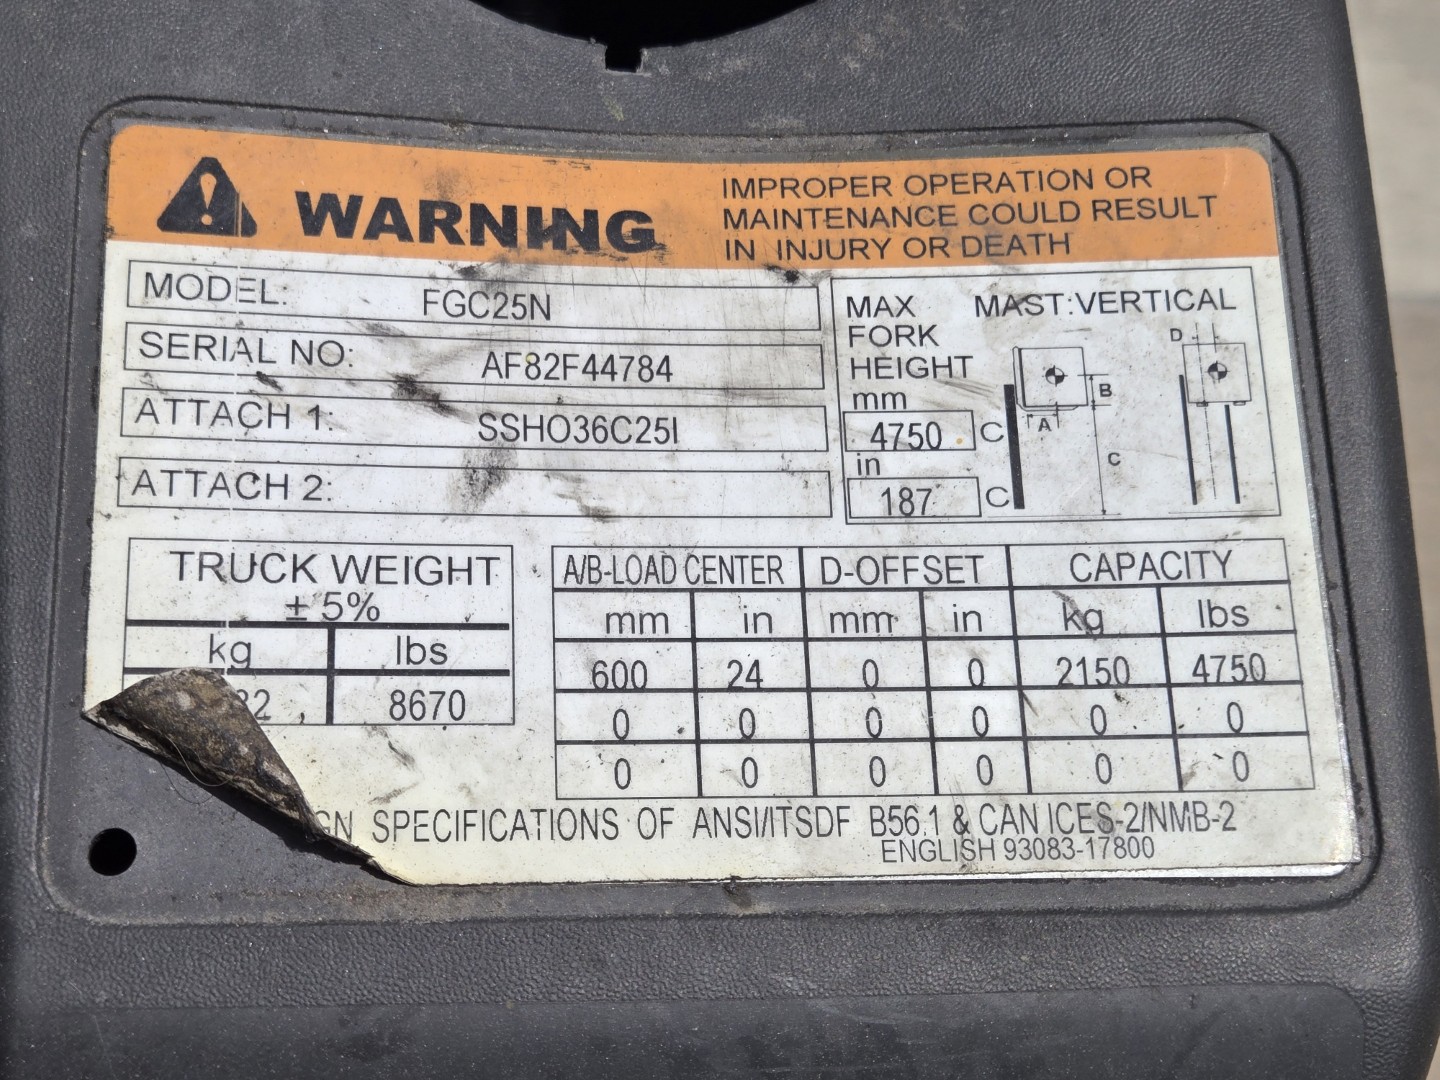 WARNING
IMPROPER OPERATION OR
MAINTENANCE COULD RESULT
IN INJURY OR DEATH
MODEL: FGC25N
SERIAL NO: AF82F44784
ATTACH 1: SSHO36C25I
ATTACH 2:
MAX MAST:VERTICAL
FORK
HEIGHT
mm
4750 C
in
187 C
A
B
C
D
TRUCK WEIGHT
± 5%
kg lbs
8670
A/B-LOAD CENTER D-OFFSET CAPACITY
mm in mm in kg lbs
600 24 0 0 2150 4750
0 0 0 0 0 0
0 0 0 0 0 0
SPECIFICATIONS OF ANSI/ITSDF B56.1 & CAN ICES-2/NMB-2
ENGLISH 93083-17800